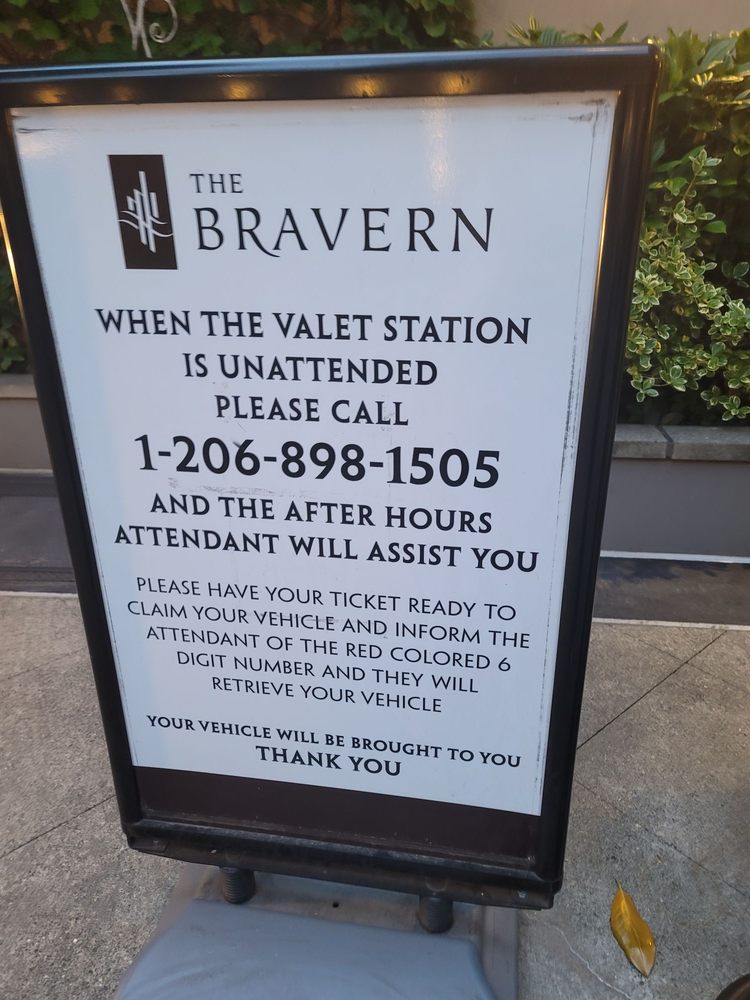 THE
BRAVERN
WHEN THE VALET STATION
IS UNATTENDED
PLEASE CALL
1-206-898-1505
AND THE AFTER HOURS
ATTENDANT WILL ASSIST YOU
PLEASE HAVE YOUR TICKET READY TO
CLAIM YOUR VEHICLE AND INFORM THE
ATTENDANT OF THE RED COLORED 6
DIGIT NUMBER AND THEY WILL
RETRIEVE YOUR VEHICLE
YOUR VEHICLE WILL BE BROUGHT TO YOU
THANK YOU